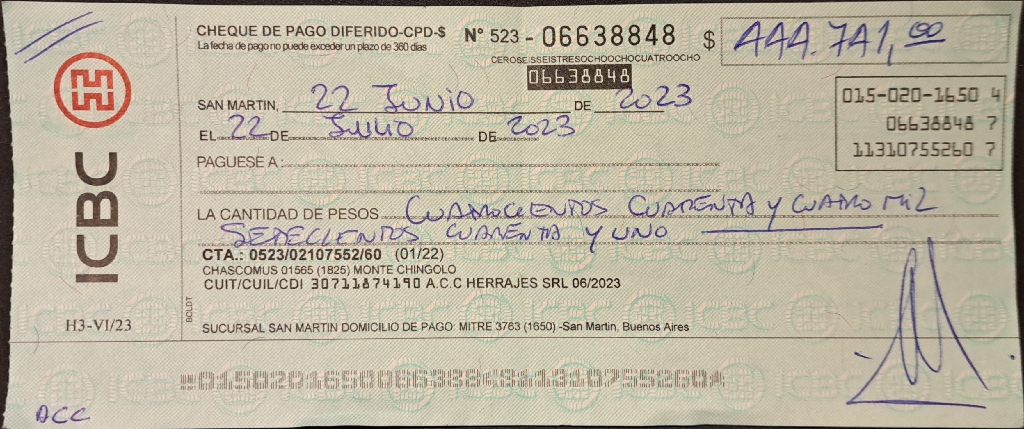 CHEQUE DE PAGO DIFERIDO-CPD-$ N° 523 - 06638848 $ 444.741,00
La fecha de pago no puede exceder un plazo de 360 dias
CEROSEISSEISTRESOCHOOCHOCUATROOCHO
06638848
SAN MARTIN, 22 Junio DE 2023
EL 22 DE Julio DE 2023
015-020-1650 4
06638848 7
11310755260 7
PAGUESE A :
LA CANTIDAD DE PESOS Cuatrocientos cuarenta y cuatro mil
setecientos cuarenta y uno
CTA.: 0523/02107552/60 (01/22)
CHASCOMUS 01565 (1825) MONTE CHINGOLO
CUIT/CUIL/CDI 30711874190 A.C.C HERRAJES SRL 06/2023
SUCURSAL SAN MARTIN DOMICILIO DE PAGO: MITRE 3763 (1650) -San Martin, Buenos Aires
ICBC
H3-VI/23
BOLDT
ACC